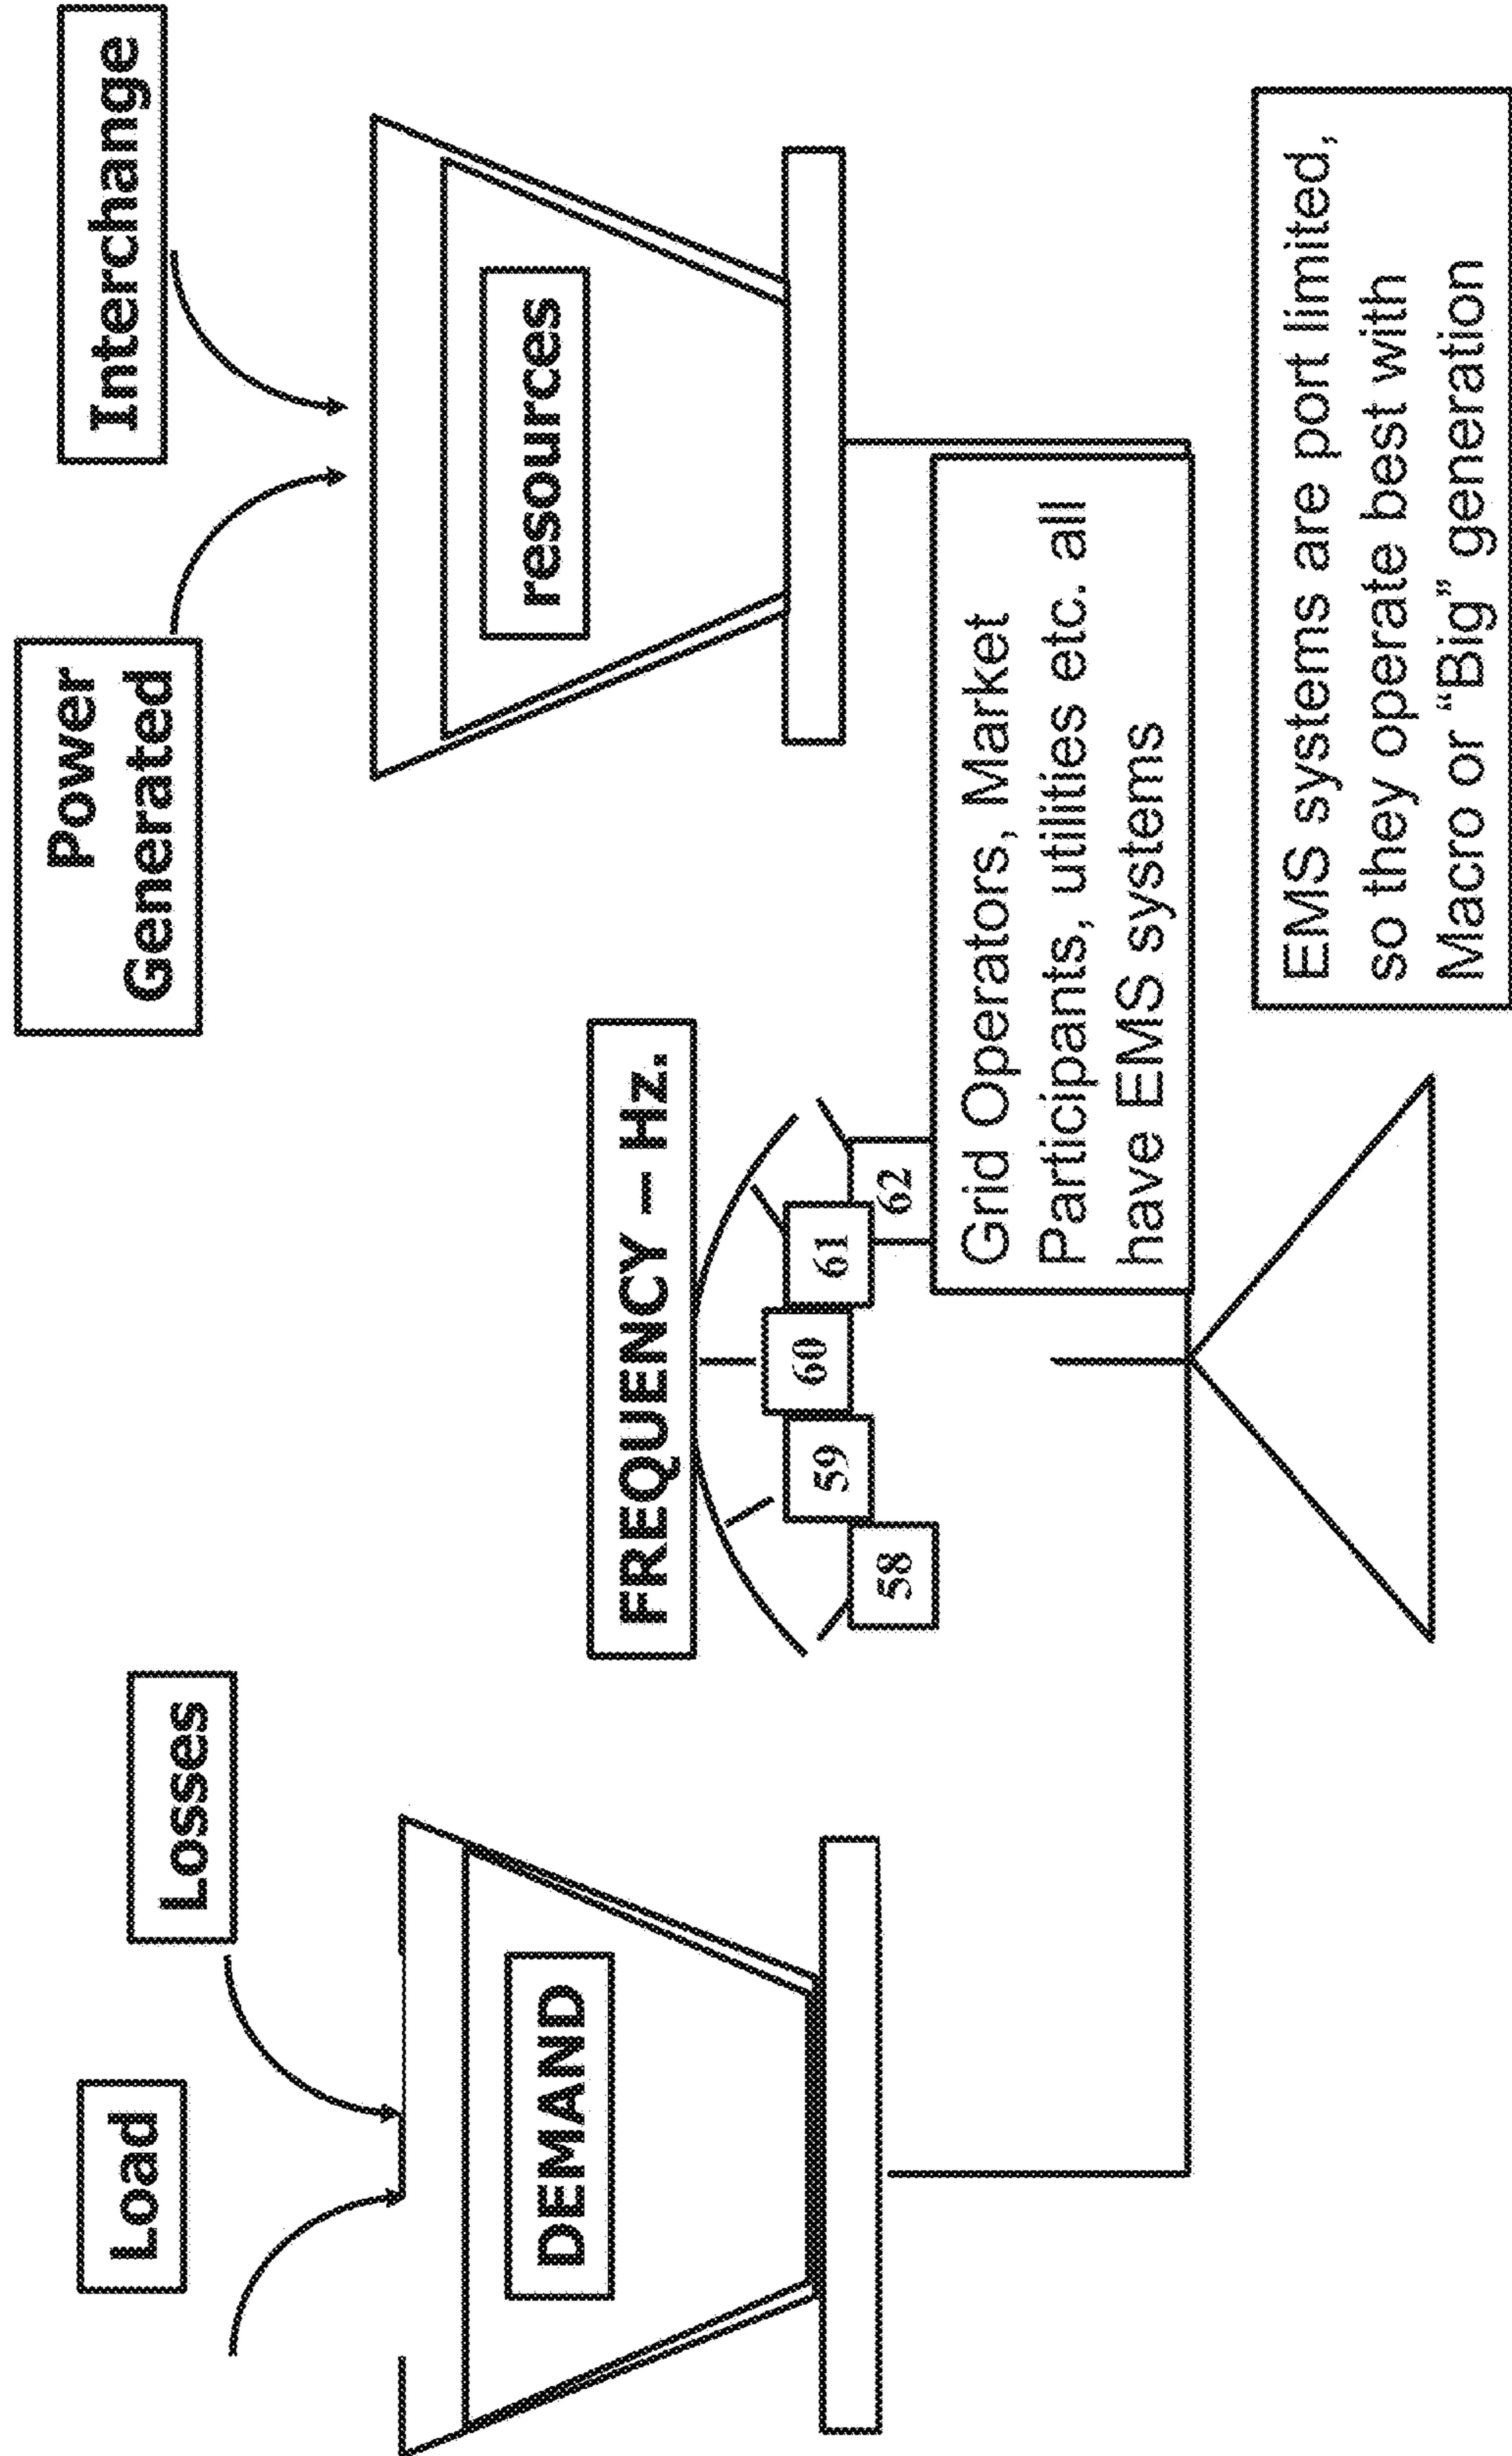 Load
Losses
Power
Generated
Interchange
DEMAND
FREQUENCY – Hz.
resources
58
59
60
61
62
Grid Operators, Market
Participants, utilities etc. all
have EMS systems
EMS systems are port limited,
so they operate best with
Macro or “Big” generation